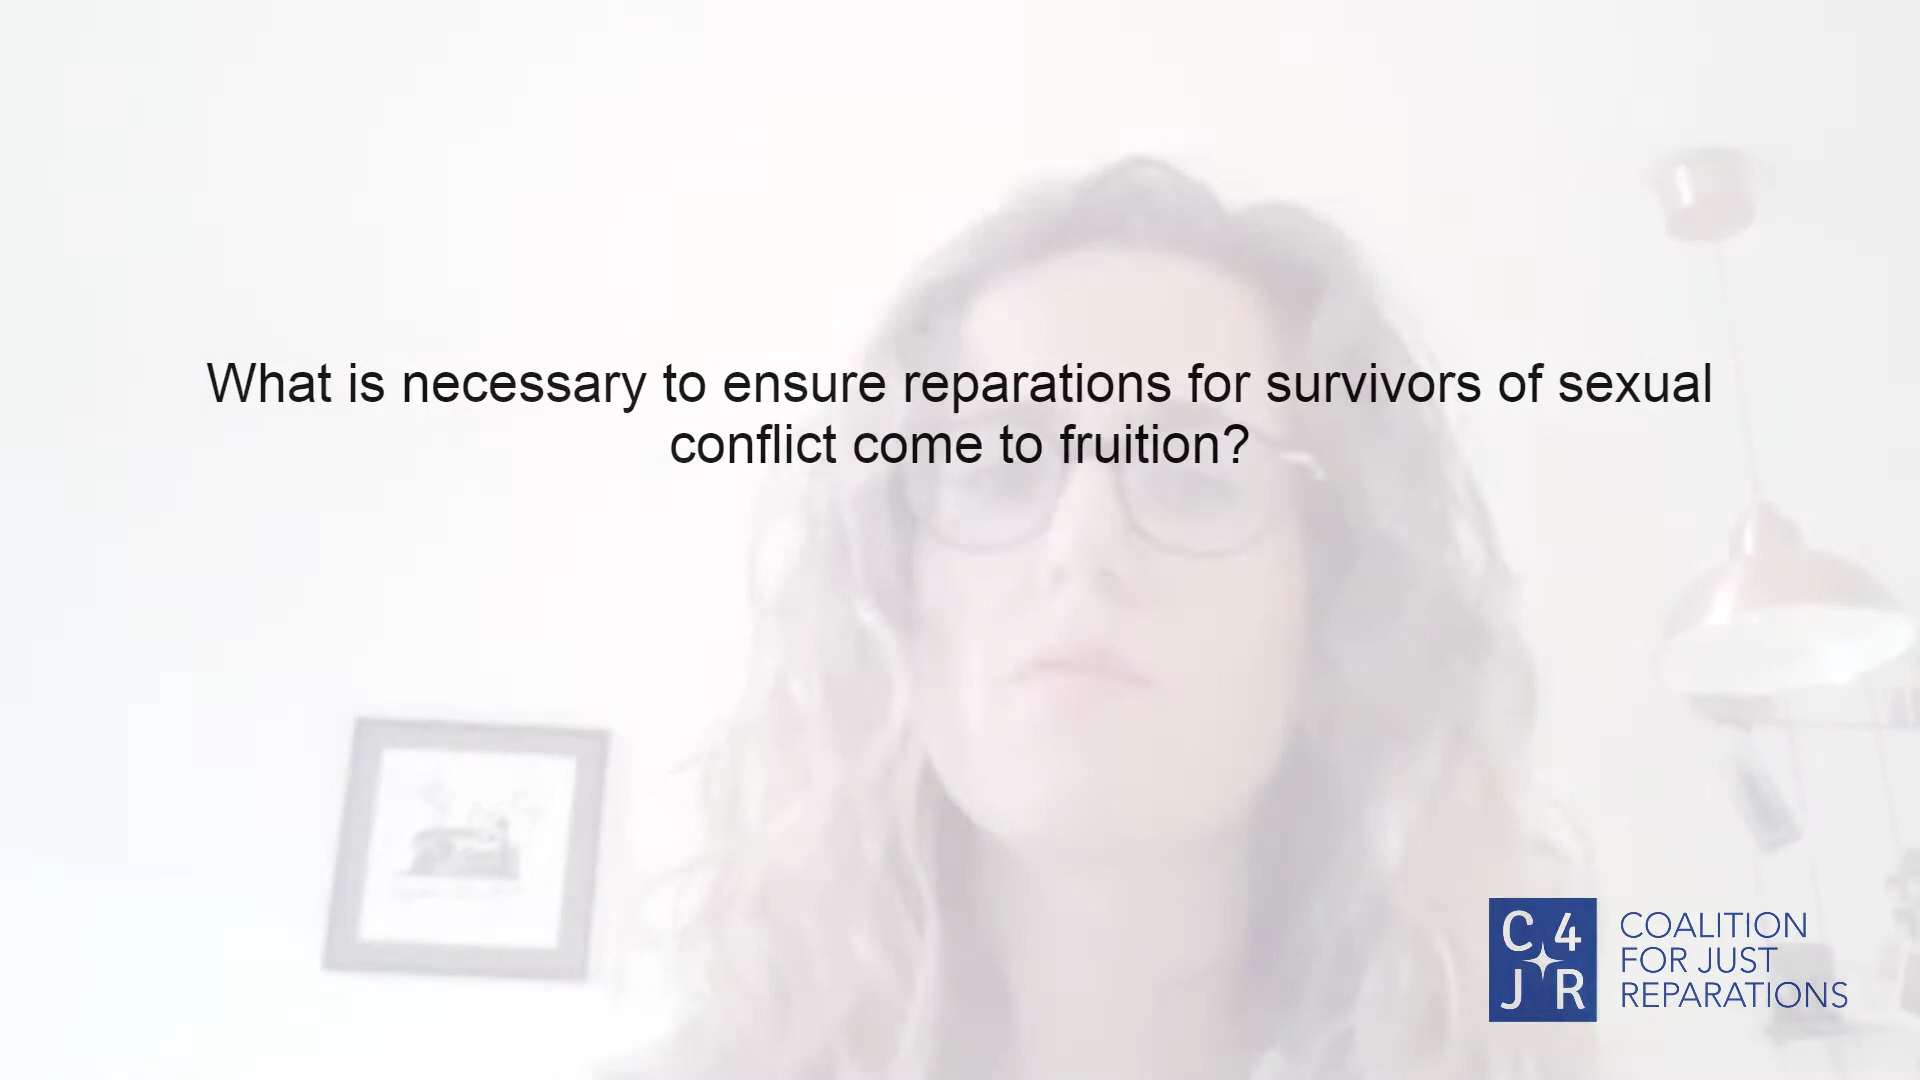 What is necessary to ensure reparations for survivors of sexual
conflict come to fruition?
C4
JR
COALITION
FOR JUST
REPARATIONS